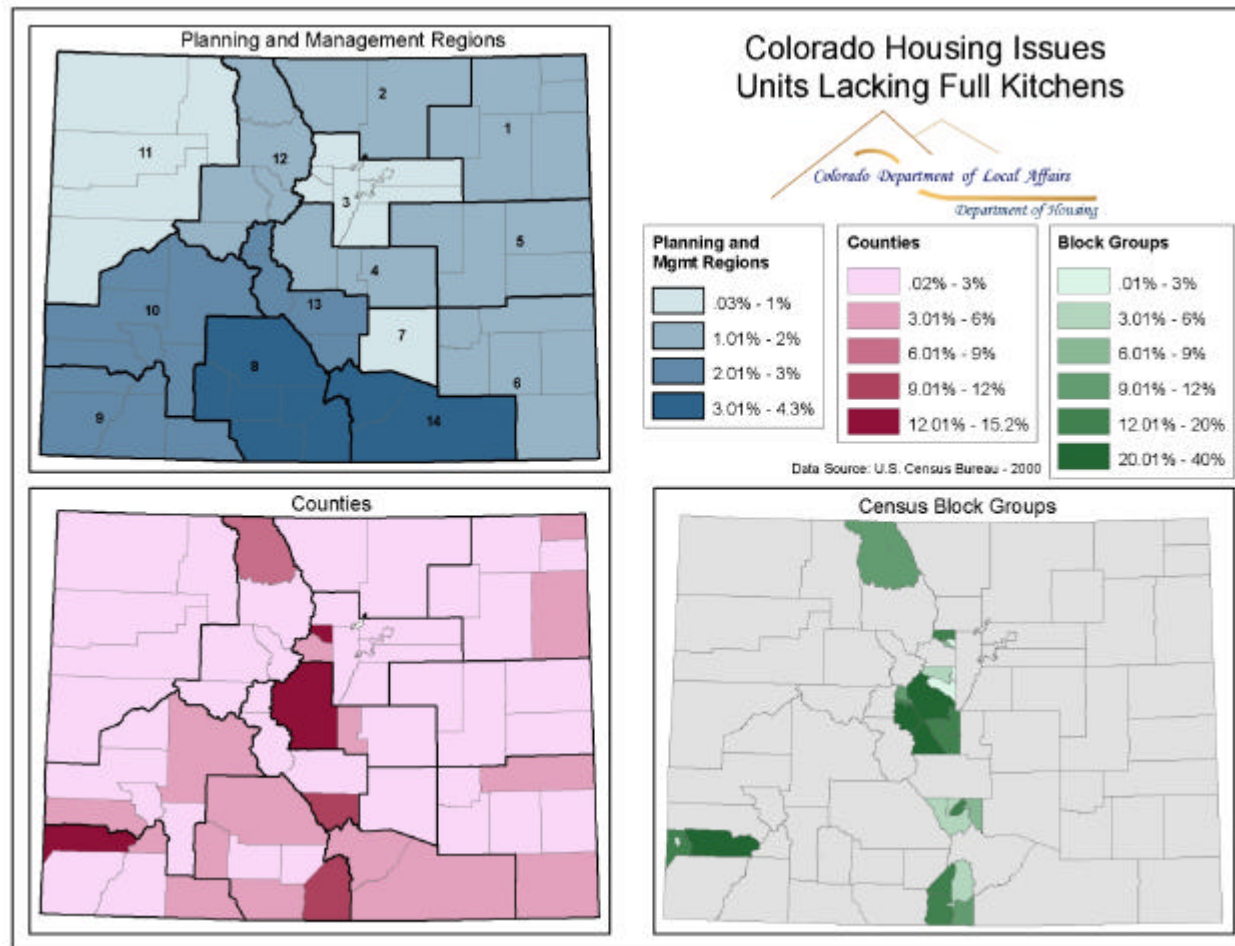 Planning and Management Regions
2
1
11
12
3
5
4
10
13
7
8
6
9
14
Colorado Housing Issues
Units Lacking Full Kitchens
Colorado Department of Local Affairs
Department of Housing
Planning and
Mgmt Regions
.03% - 1%
1.01% - 2%
2.01% - 3%
3.01% - 4.3%
Counties
.02% - 3%
3.01% - 6%
6.01% - 9%
9.01% - 12%
12.01% - 15.2%
Block Groups
.01% - 3%
3.01% - 6%
6.01% - 9%
9.01% - 12%
12.01% - 20%
20.01% - 40%
Data Source: U.S. Census Bureau - 2000
Counties
Census Block Groups